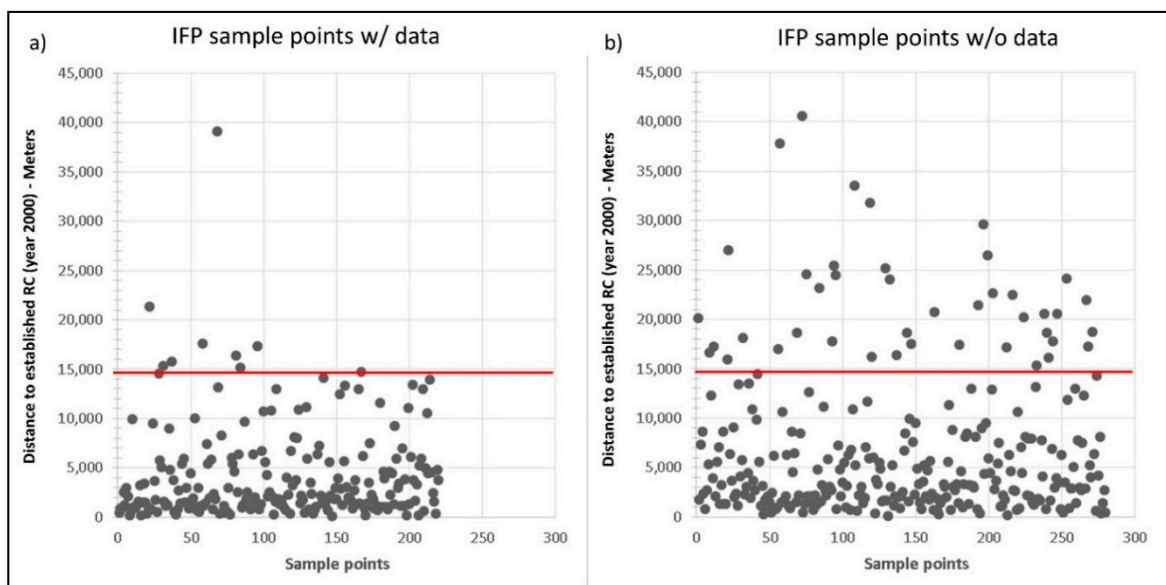 a)
IFP sample points w/ data
Distance to established RC (year 2000) - Meters
45,000
40,000
35,000
30,000
25,000
20,000
15,000
10,000
5,000
0
0 50 100 150 200 250 300
Sample points
b)
IFP sample points w/o data
Distance to established RC (year 2000) - Meters
45,000
40,000
35,000
30,000
25,000
20,000
15,000
10,000
5,000
0
0 50 100 150 200 250 300
Sample points